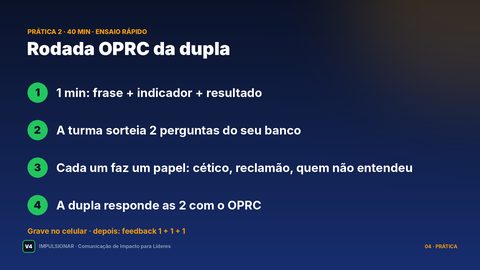 PRÁTICA 2 · 40 MIN · ENSAIO RÁPIDO
Rodada OPRC da dupla
1 1 min: frase + indicador + resultado
2 A turma sorteia 2 perguntas do seu banco
3 Cada um faz um papel: cético, reclamão, quem não entendeu
4 A dupla responde as 2 com o OPRC
Grave no celular · depois: feedback 1 + 1 + 1
V4 IMPULSIONAR · Comunicação de Impacto para Líderes
04 · PRÁTICA